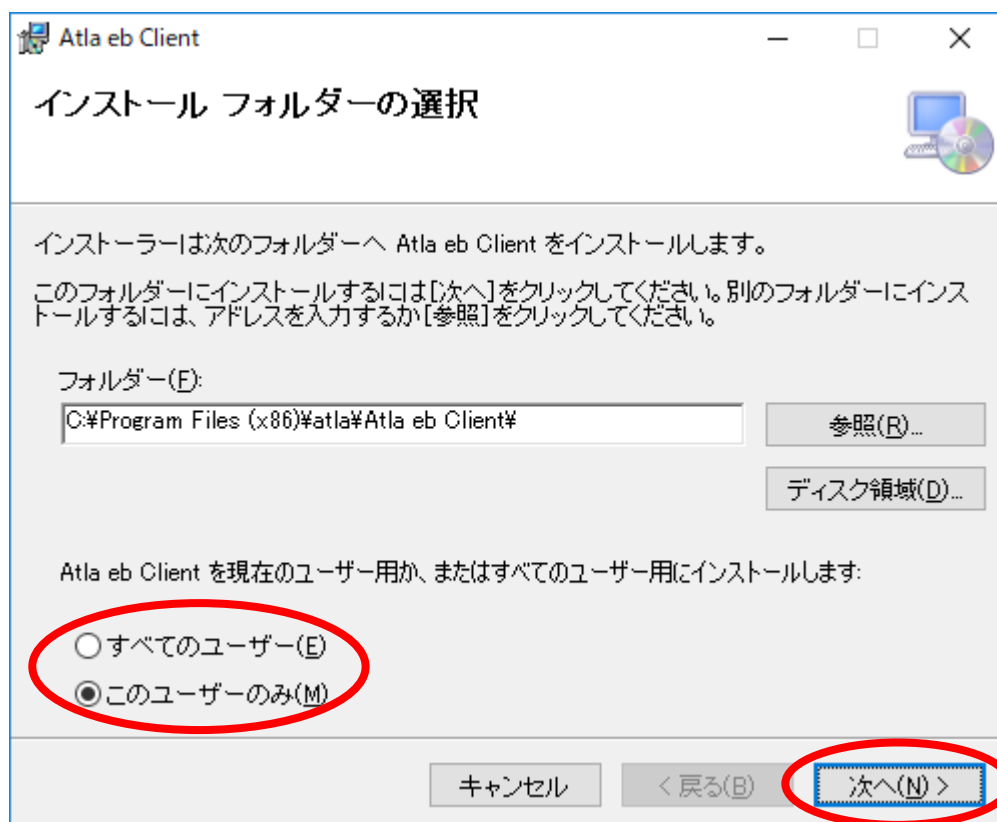 Atla eb Client
インストール フォルダーの選択
インストーラーは次のフォルダーへ Atla eb Client をインストールします。
このフォルダーにインストールするには[次へ]をクリックしてください。別のフォルダーにインス
トールするには、アドレスを入力するか[参照]をクリックしてください。
フォルダー(F):
C:¥Program Files (x86)¥atla¥Atla eb Client¥
参照(R)...
ディスク領域(D)...
Atla eb Client を現在のユーザー用か、またはすべてのユーザー用にインストールします:
すべてのユーザー(E)
このユーザーのみ(M)
キャンセル
< 戻る(B)
次へ(N) >